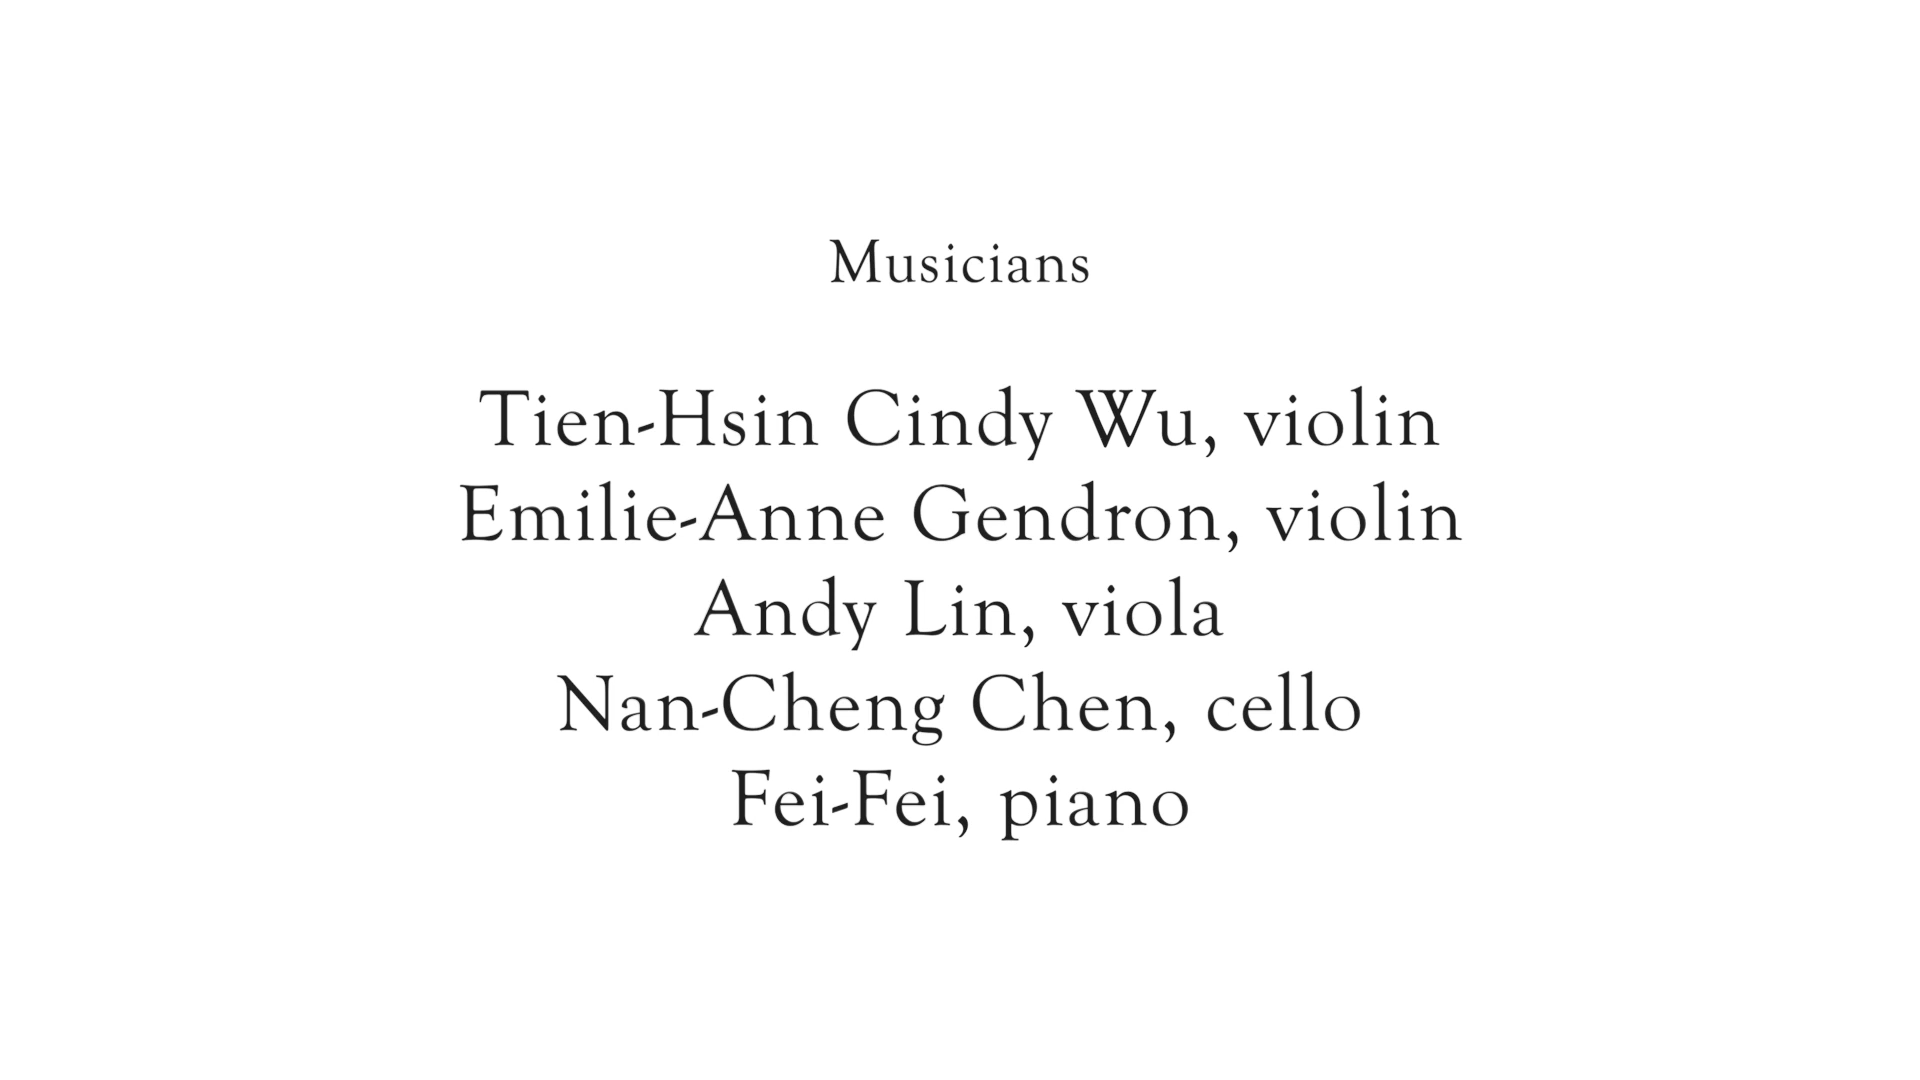 Musicians
Tien-Hsin Cindy Wu, violin
Emilie-Anne Gendron, violin
Andy Lin, viola
Nan-Cheng Chen, cello
Fei-Fei, piano